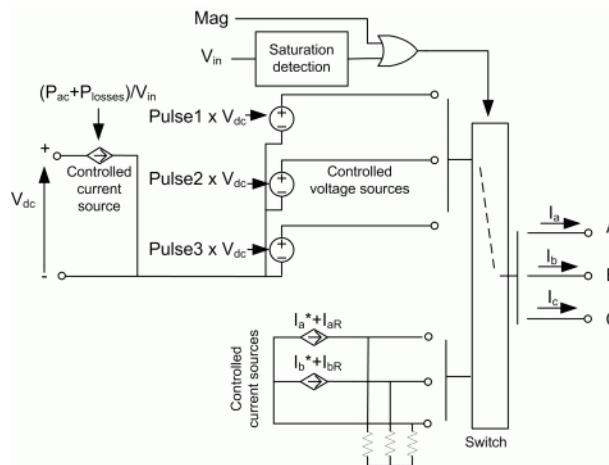 Mag
V_in
Saturation
detection
(P_ac+P_losses)/V_in
Pulse1 x V_dc
+
-
+
Controlled
current
source
V_dc
-
Pulse2 x V_dc
+
-
Controlled
voltage sources
Pulse3 x V_dc
+
-
I_a
A
I_b
I_c
I_a*+I_aR
I_b*+I_bR
Controlled
current sources
Switch